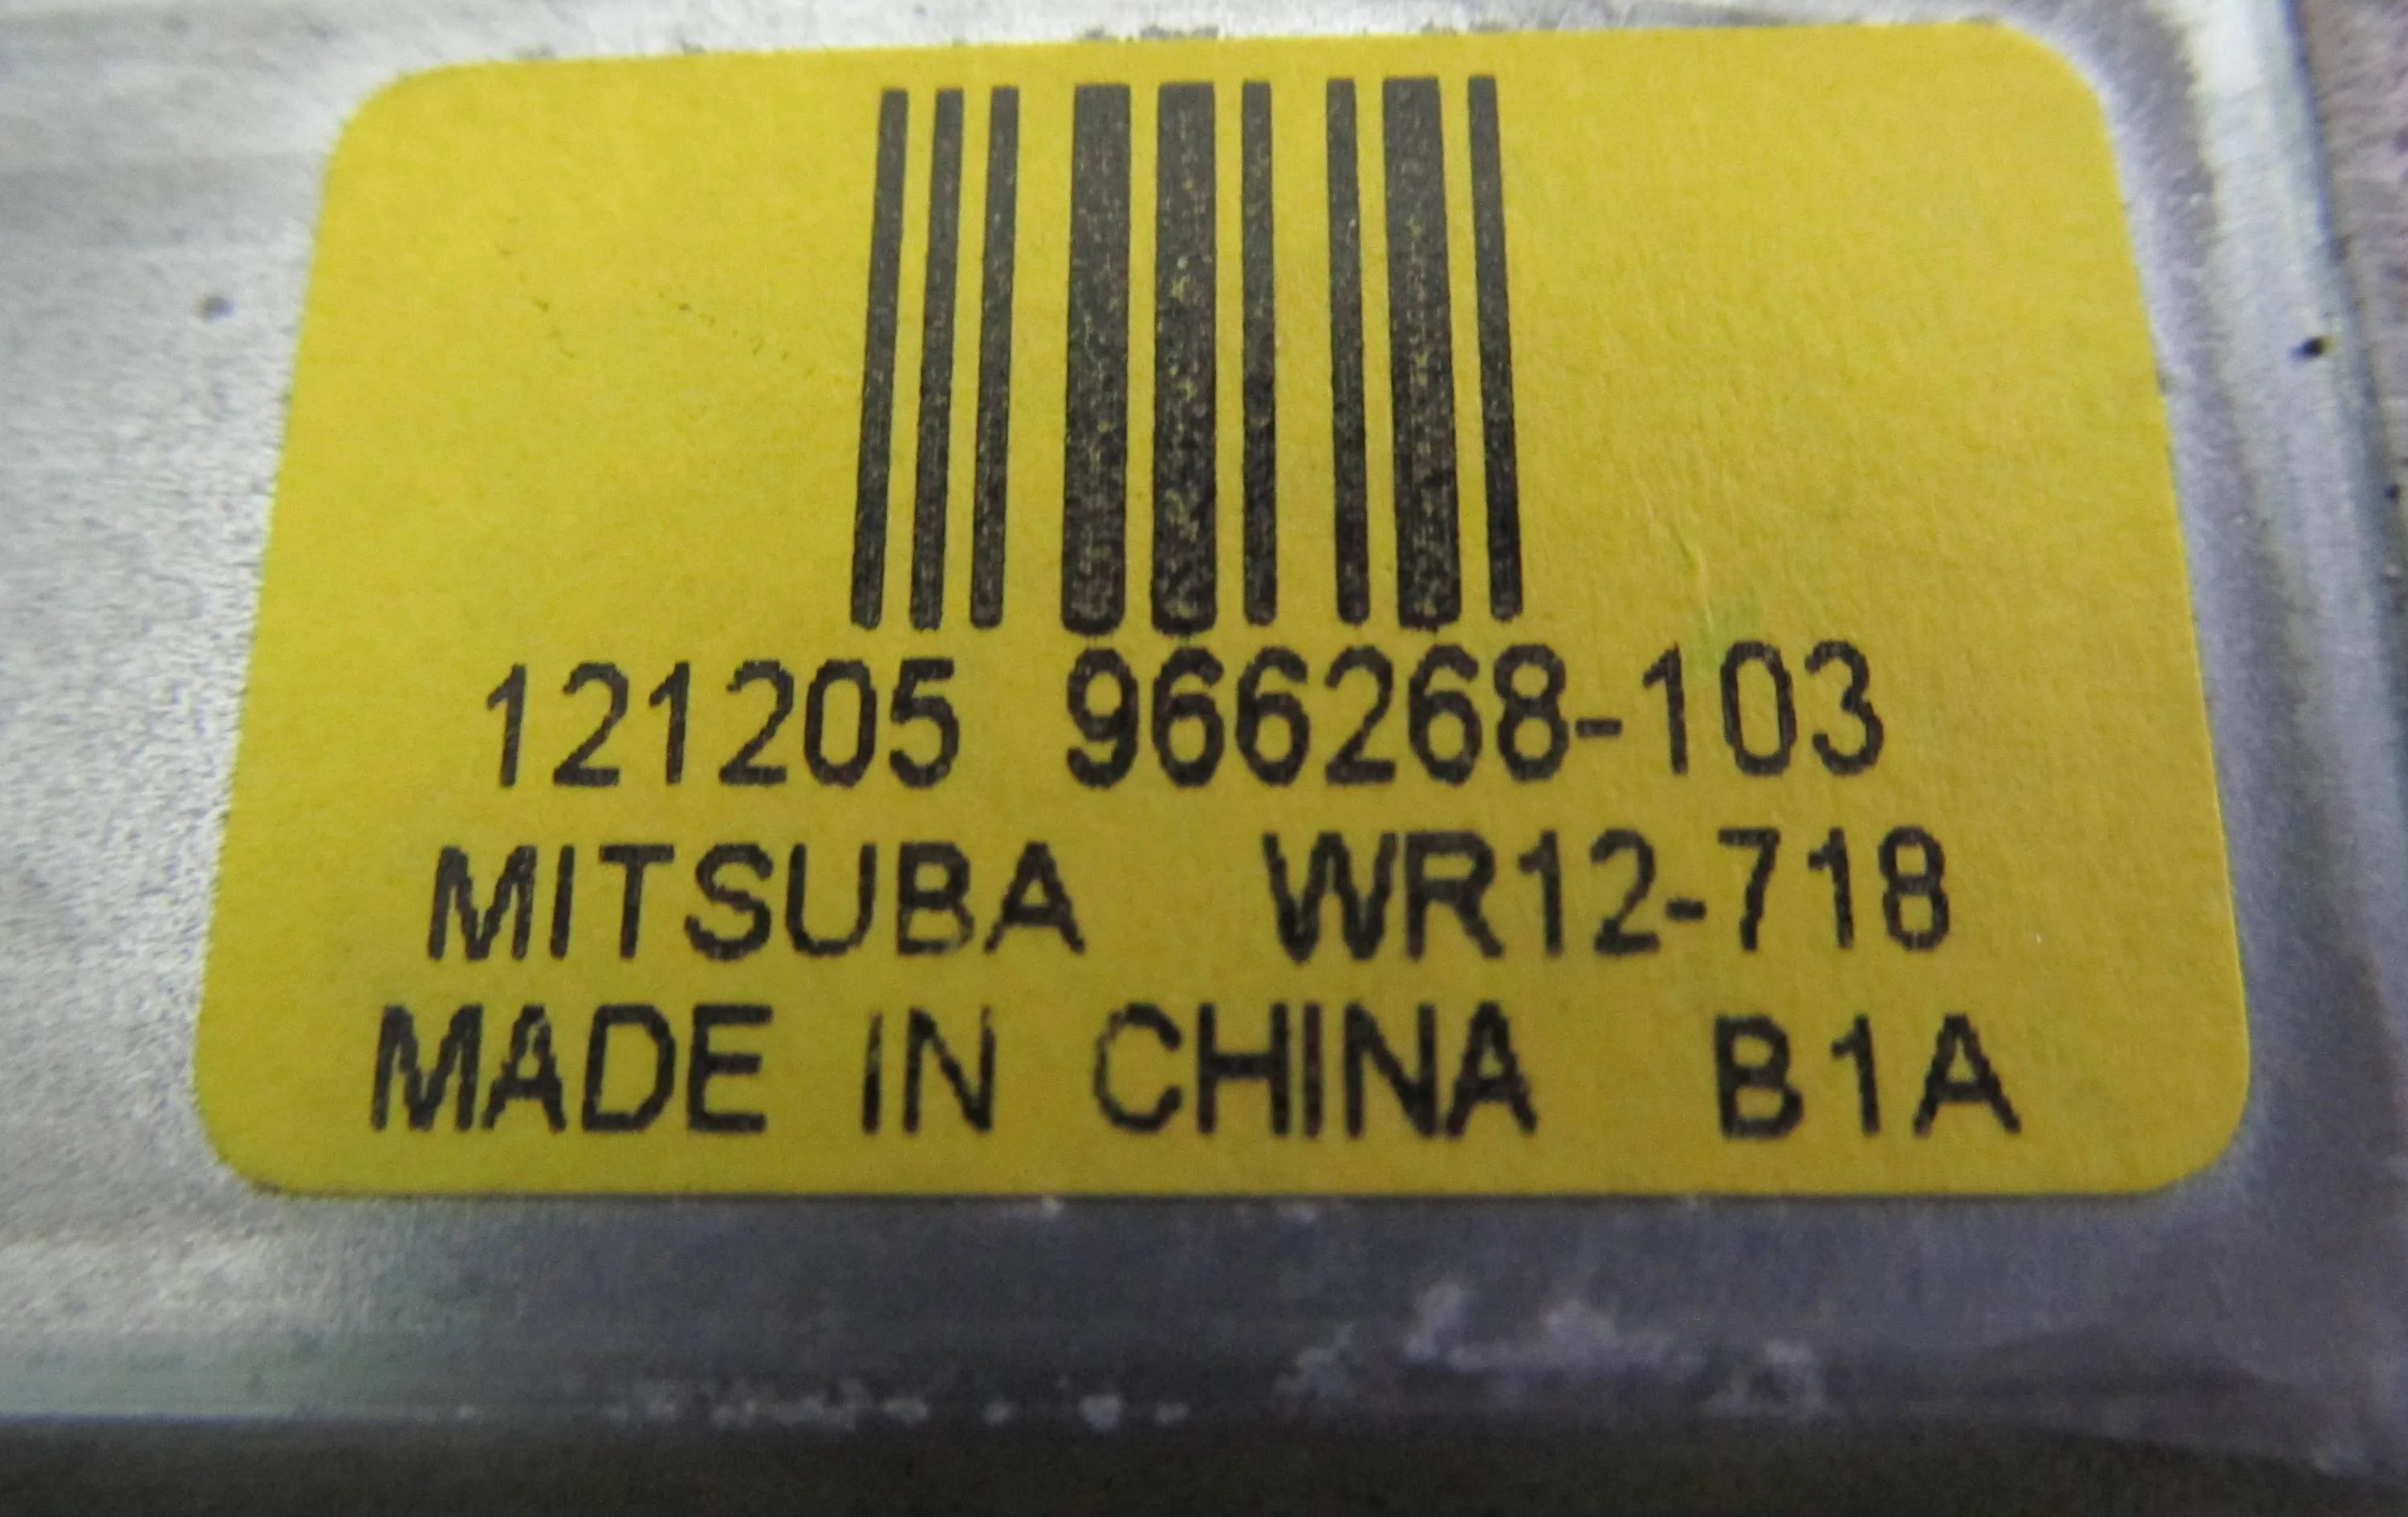 121205 966268-103
MITSUBA WR12-718
MADE IN CHINA B1A